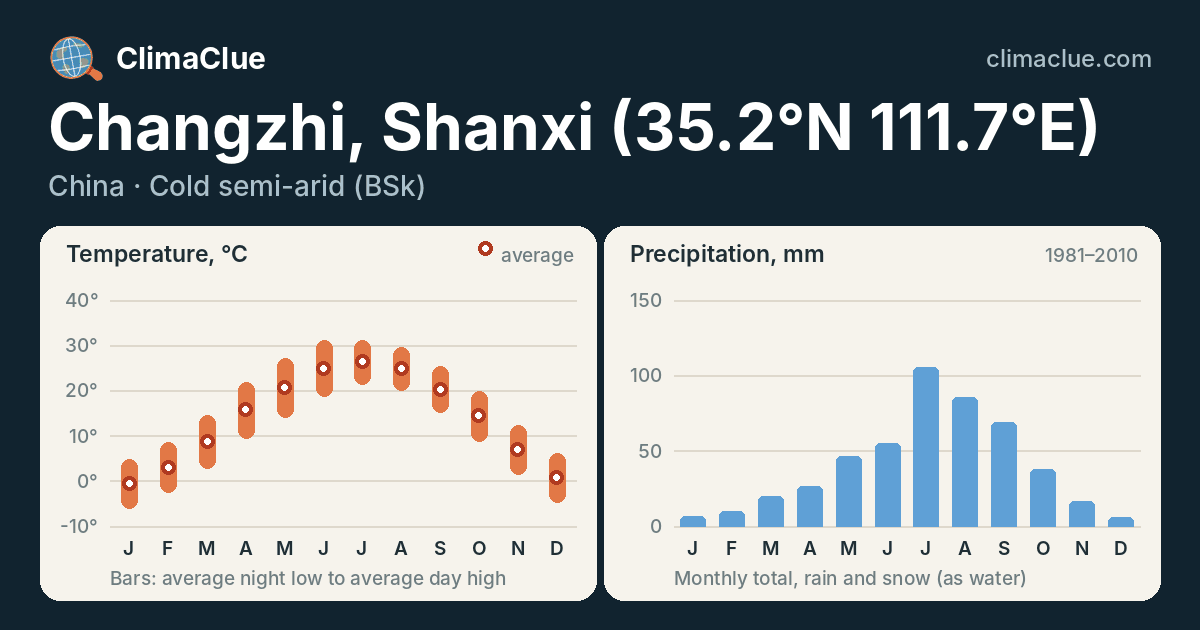 ClimaClue
climaclue.com
Changzhi, Shanxi (35.2°N 111.7°E)
China · Cold semi-arid (BSk)
Temperature, °C
average
40°
30°
20°
10°
0°
-10°
J F M A M J J A S O N D
Bars: average night low to average day high
Precipitation, mm
1981–2010
150
100
50
0
J F M A M J J A S O N D
Monthly total, rain and snow (as water)